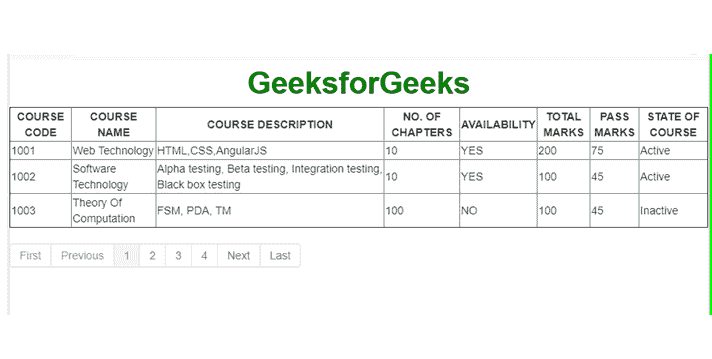 GeeksforGeeks
COURSE CODE COURSE NAME COURSE DESCRIPTION NO. OF CHAPTERS AVAILABILITY TOTAL MARKS PASS MARKS STATE OF COURSE
1001 Web Technology HTML,CSS,AngularJS 10 YES 200 75 Active
1002 Software Technology Alpha testing, Beta testing, Integration testing, Black box testing 10 YES 100 45 Active
1003 Theory Of Computation FSM, PDA, TM 100 NO 100 45 Inactive
First Previous 1 2 3 4 Next Last